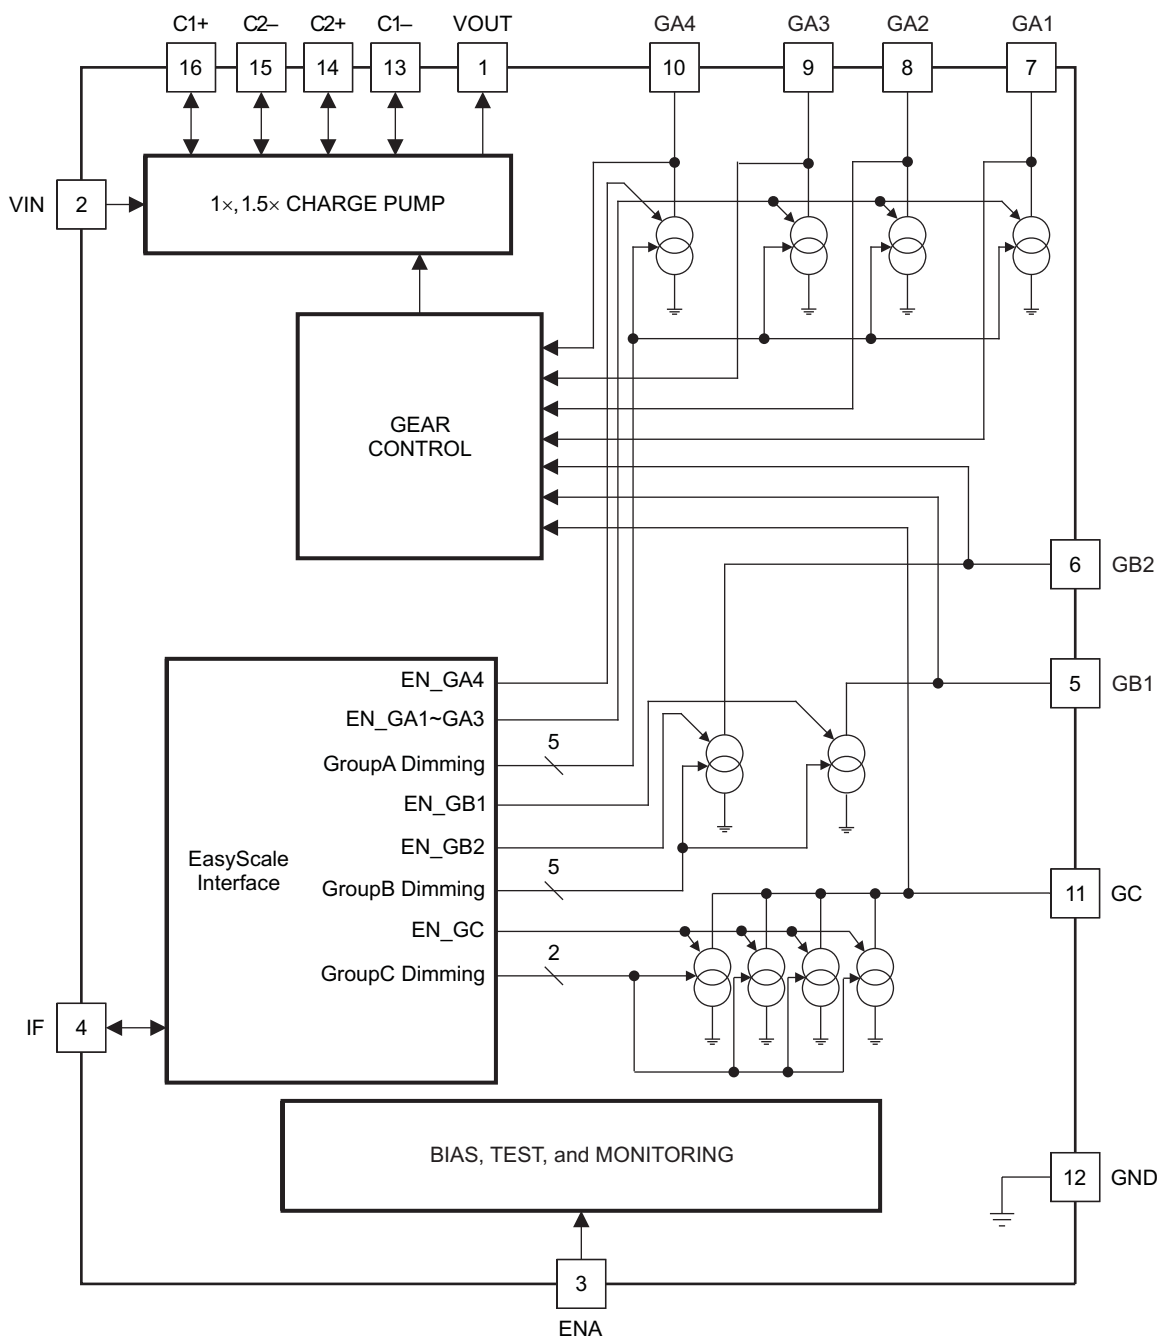 C1+ C2– C2+ C1– VOUT GA4 GA3 GA2 GA1
16 15 14 13 1 10 9 8 7
VIN 2
1×, 1.5× CHARGE PUMP
GEAR
CONTROL
6 GB2
5 GB1
EN_GA4
EN_GA1~GA3
GroupA Dimming 5
EN_GB1
EN_GB2
EasyScale
Interface
GroupB Dimming 5
11 GC
EN_GC
GroupC Dimming 2
IF 4
BIAS, TEST, and MONITORING
12 GND
3
ENA